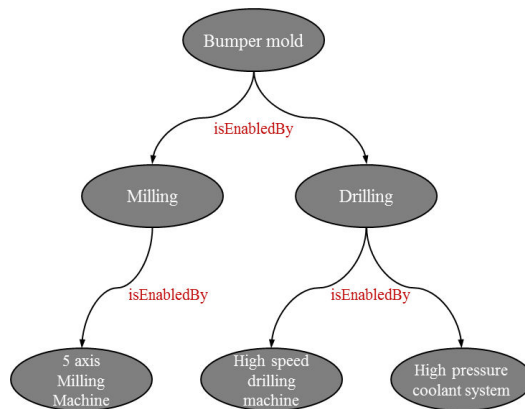 Bumper mold
isEnabledBy
Milling
Drilling
isEnabledBy
isEnabledBy
5 axis
Milling
Machine
High speed
drilling
machine
High pressure
coolant system